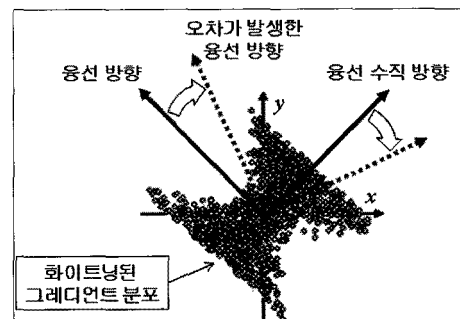 오차가 발생한
융선 방향
융선 방향
융선 수직 방향
y
x
화이트닝된
그레디언트 분포